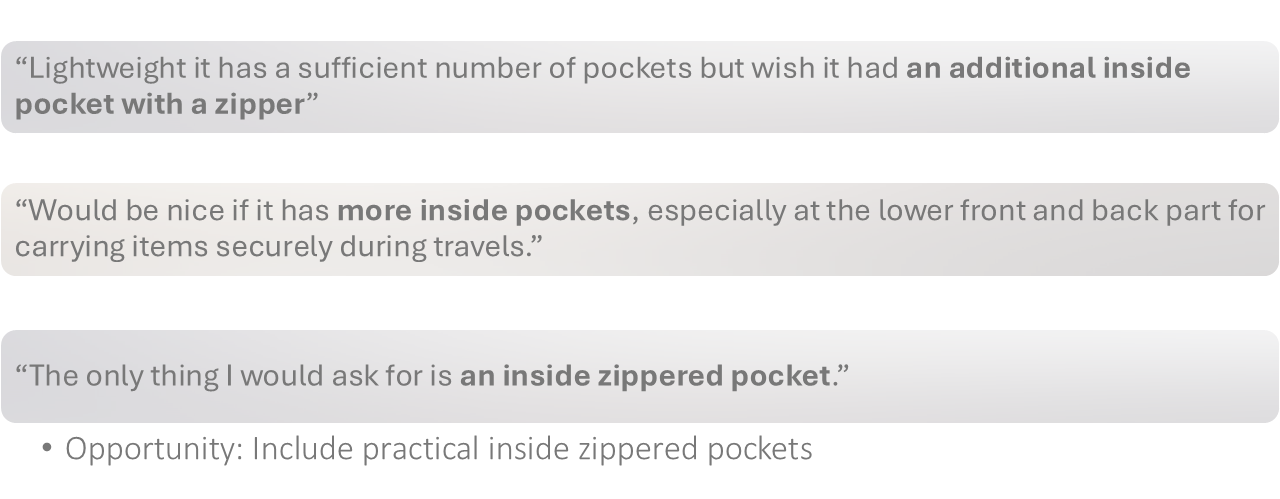 “Lightweight it has a sufficient number of pockets but wish it had an additional inside
pocket with a zipper”
“Would be nice if it has more inside pockets, especially at the lower front and back part for
carrying items securely during travels.”
“The only thing I would ask for is an inside zippered pocket.”
• Opportunity: Include practical inside zippered pockets